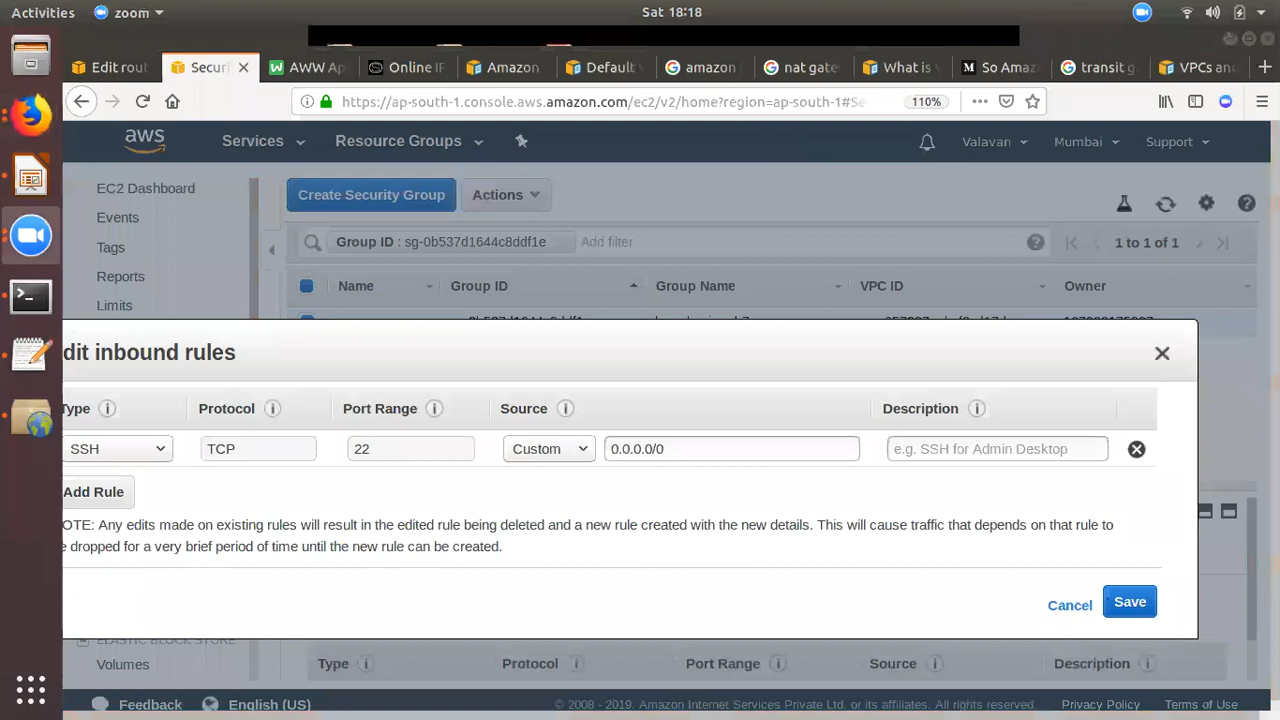 Activities zoom Sat 18:18
Edit rout Securi AWW Ap Online IF Amazon Default amazon nat gate What is v So Amaz transit g VPCs and
https://ap-south-1.console.aws.amazon.com/ec2/v2/home?region=ap-south-1#Se 110%
aws Services Resource Groups Valavan Mumbai Support
EC2 Dashboard
Events
Tags
Reports
Limits
Create Security Group Actions
Group ID : sg-0b537d1644c8ddf1e Add filter 1 to 1 of 1
Name Group ID Group Name VPC ID Owner
dit inbound rules
Type Protocol Port Range Source Description
SSH TCP 22 Custom 0.0.0.0/0 e.g. SSH for Admin Desktop
Add Rule
OTE: Any edits made on existing rules will result in the edited rule being deleted and a new rule created with the new details. This will cause traffic that depends on that rule to
e dropped for a very brief period of time until the new rule can be created.
Cancel Save
ELASTIC BLOCK STORE
Volumes
Type Protocol Port Range Source Description
Feedback English (US) © 2008 - 2019, Amazon Internet Services Private Ltd. or its affiliates. All rights reserved. Privacy Policy Terms of Use